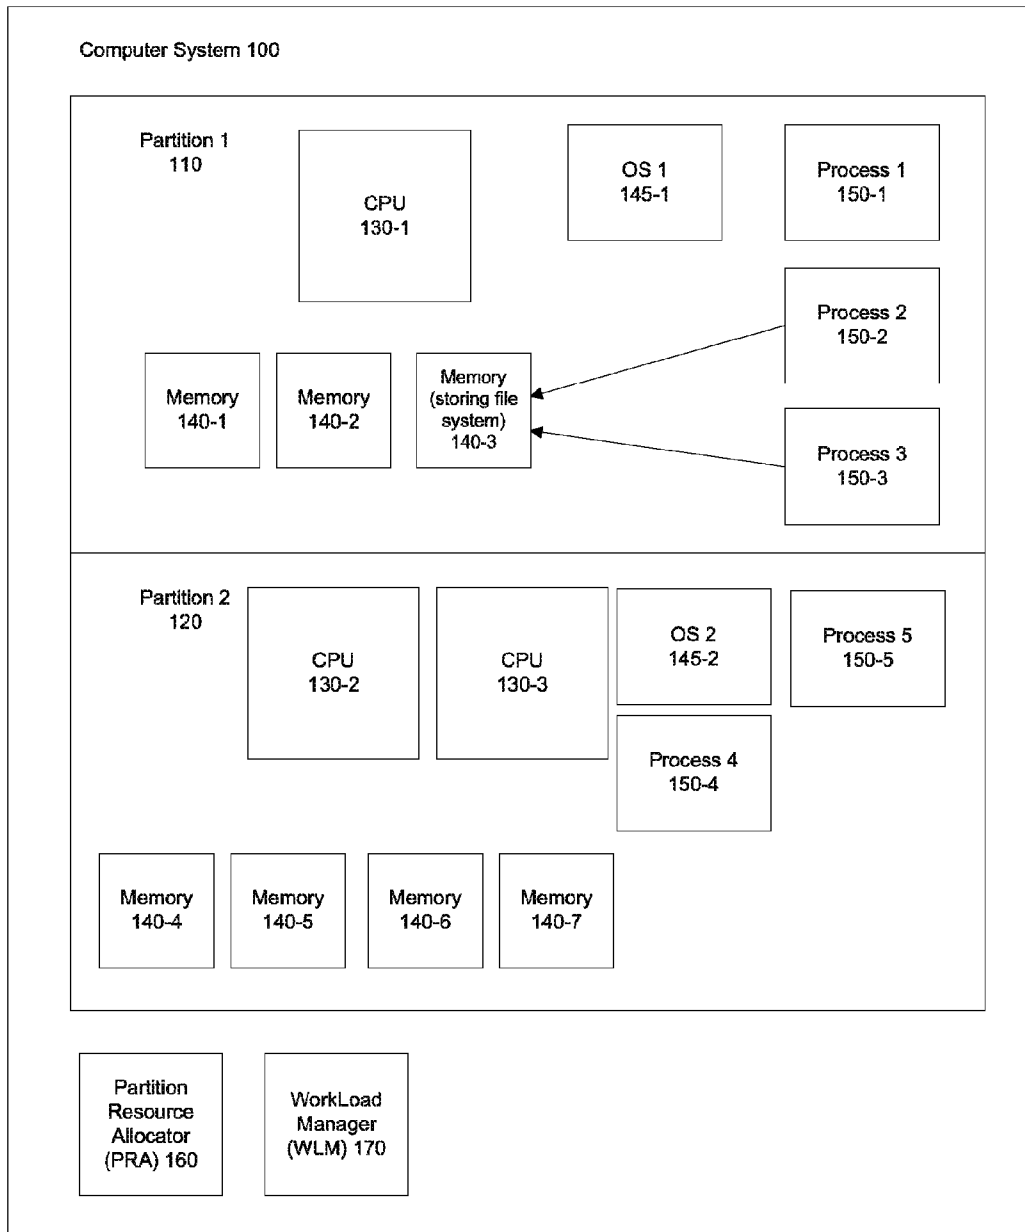 Computer System 100
Partition 1
110
CPU
130-1
OS 1
145-1
Process 1
150-1
Process 2
150-2
Memory
140-1
Memory
140-2
Memory
(storing file
system)
140-3
Process 3
150-3
Partition 2
120
CPU
130-2
CPU
130-3
OS 2
145-2
Process 5
150-5
Process 4
150-4
Memory
140-4
Memory
140-5
Memory
140-6
Memory
140-7
Partition
Resource
Allocator
(PRA) 160
WorkLoad
Manager
(WLM) 170